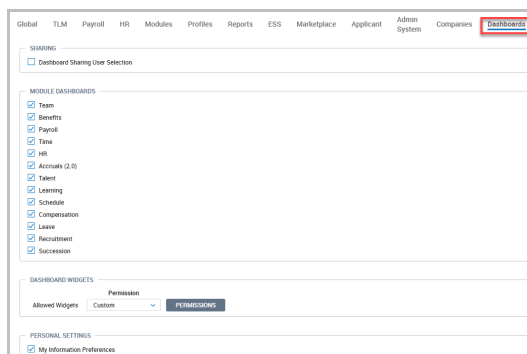 Global TLM Payroll HR Modules Profiles Reports ESS Marketplace Applicant Admin System Companies Dashboards
SHARING
Dashboard Sharing User Selection
MODULE DASHBOARDS
Team
Benefits
Payroll
Time
HR
Accruals (2.0)
Talent
Learning
Schedule
Compensation
Leave
Recruitment
Succession
DASHBOARD WIDGETS
Permission
Allowed Widgets Custom PERMISSIONS
PERSONAL SETTINGS
My Information Preferences